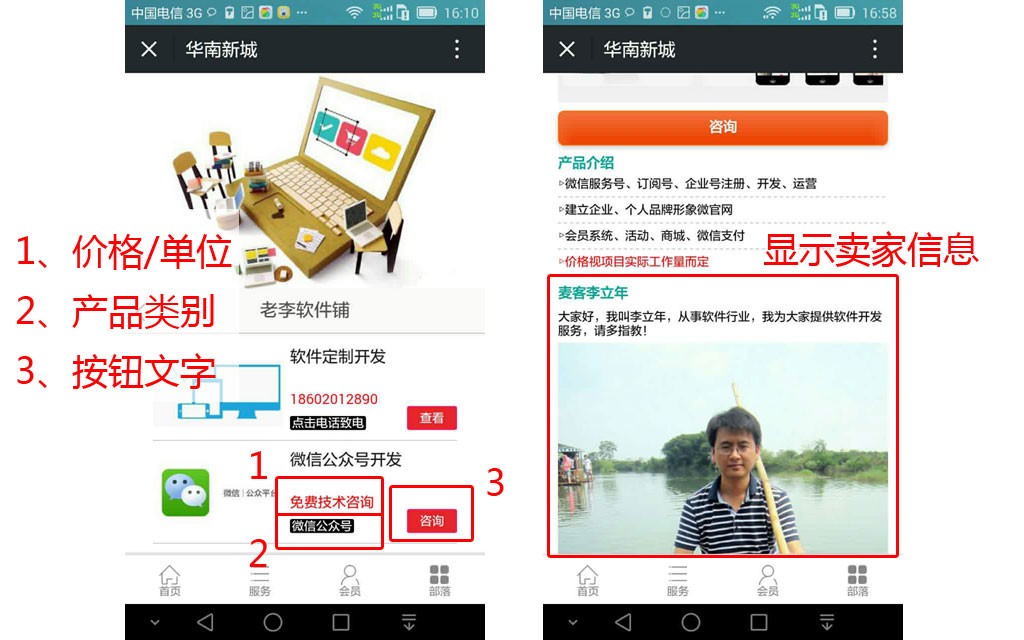 中国电信 3G
16:10
华南新城
1、价格/单位
2、产品类别
3、按钮文字
老李软件铺
软件定制开发
18602012890
点击电话致电
查看
微信公众号开发
1
微信|公众平台
免费技术咨询
微信公众号
咨询
3
2
首页
服务
会员
部落
中国电信 3G
16:58
华南新城
咨询
产品介绍
微信服务号、订阅号、企业号注册、开发、运营
建立企业、个人品牌形象微官网
会员系统、活动、商城、微信支付
价格视项目实际工作量而定
显示卖家信息
麦客李立年
大家好，我叫李立年，从事软件行业，我为大家提供软件开发
服务，请多指教！
首页
服务
会员
部落